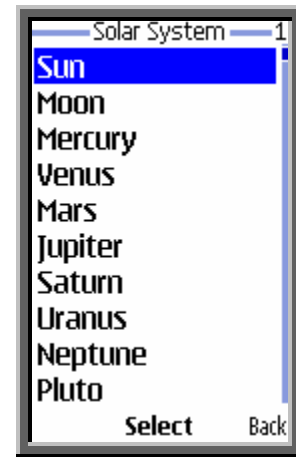 Solar System 1
Sun
Moon
Mercury
Venus
Mars
Jupiter
Saturn
Uranus
Neptune
Pluto
Select Back